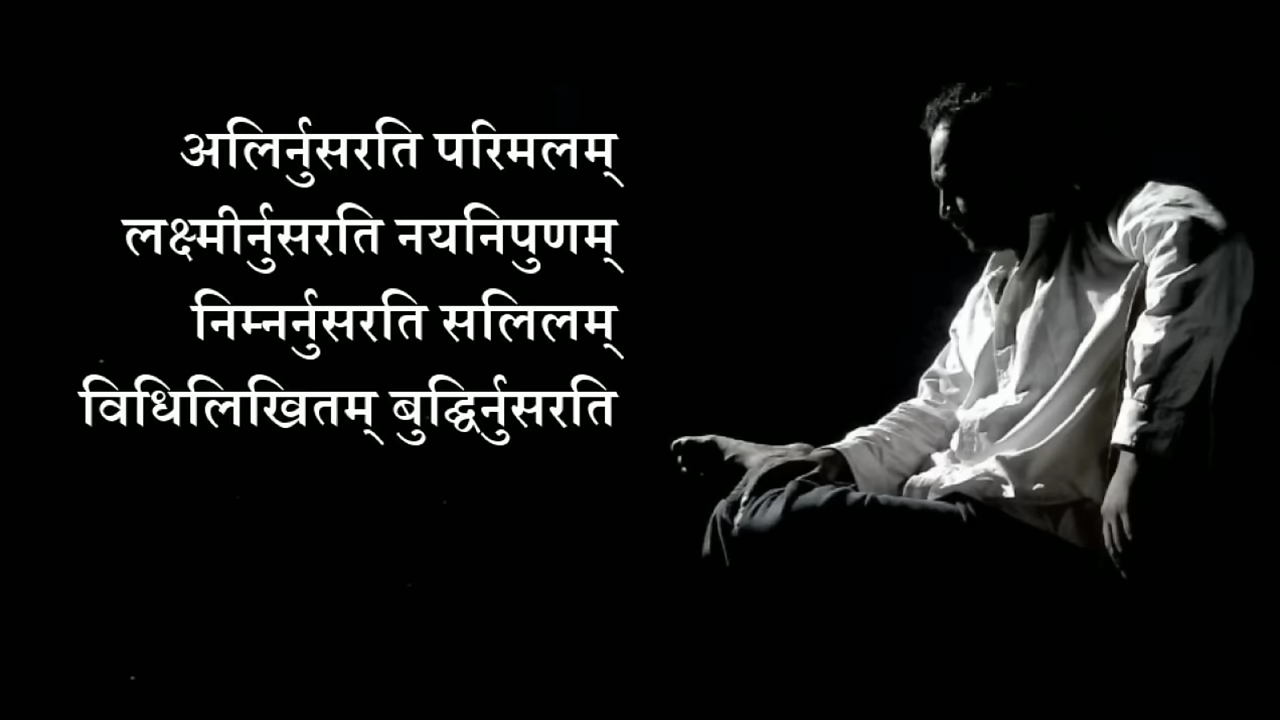 अलिर्नुसरति परिमलम्
लक्ष्मीर्नुसरति नयनिपुणम्
निम्नर्नुसरति सलिलम्
विधिलिखितम् बुद्धिर्नुसरति